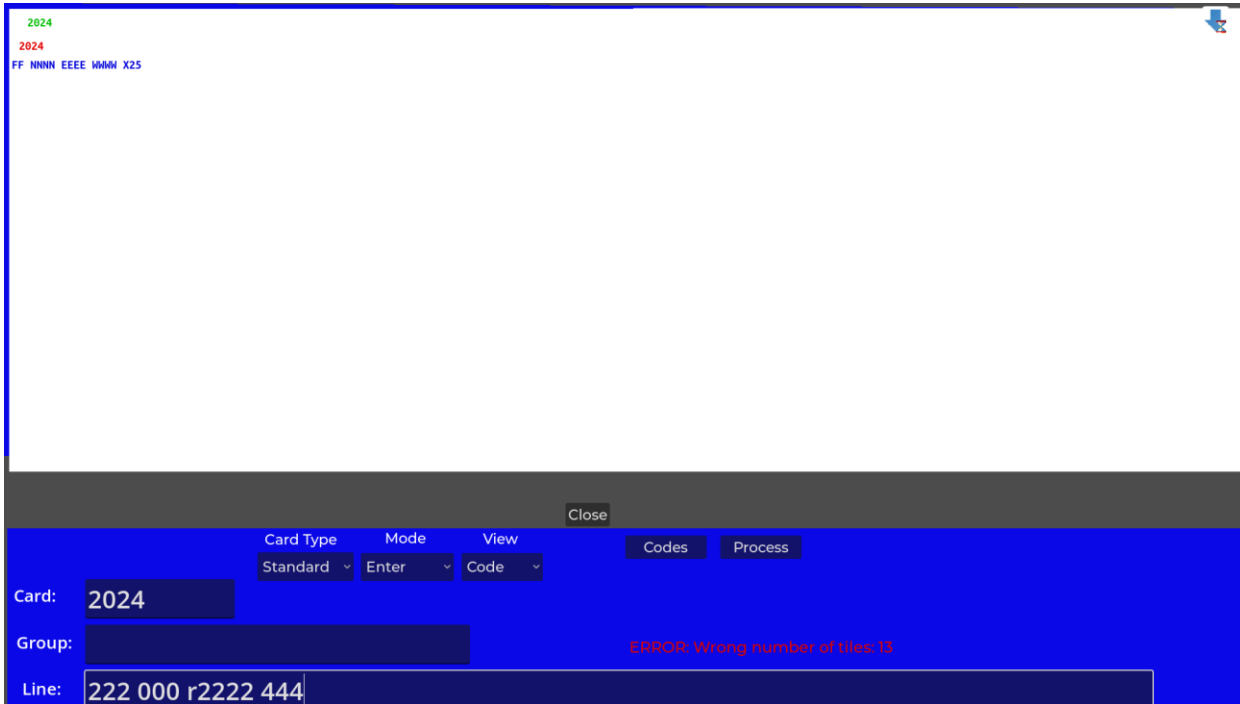 2024
2024
FF NNNN EEEE WWWW X25
Close
Card Type Mode View
Codes Process
Standard Enter Code
Card: 2024
Group:
ERROR: Wrong number of tiles: 13
Line: 222 000 r2222 444